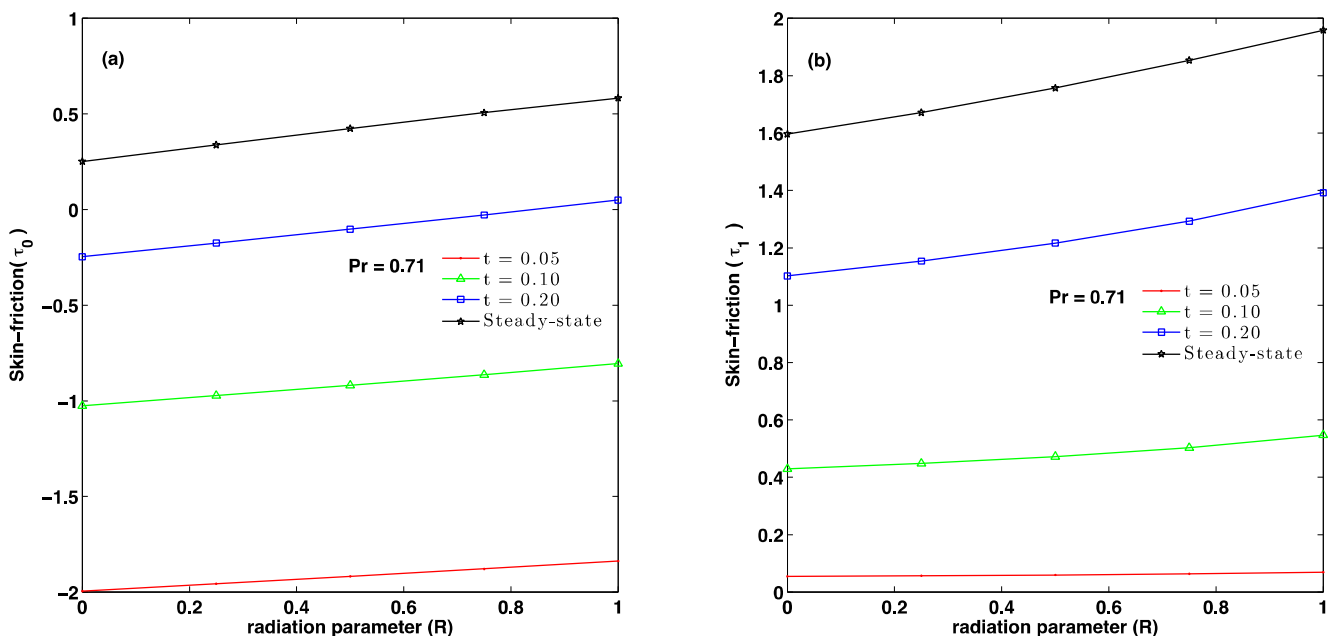 (a)
1
0.5
0
−0.5
−1
−1.5
−2
Skin−friction( τ0)
Pr = 0.71
t = 0.05
t = 0.10
t = 0.20
Steady-state
0 0.2 0.4 0.6 0.8 1
radiation parameter (R)
(b)
2
1.8
1.6
1.4
1.2
1
0.8
0.6
0.4
0.2
0
Skin−friction ( τ1)
Pr = 0.71
t = 0.05
t = 0.10
t = 0.20
Steady-state
0 0.2 0.4 0.6 0.8 1
radiation parameter (R)